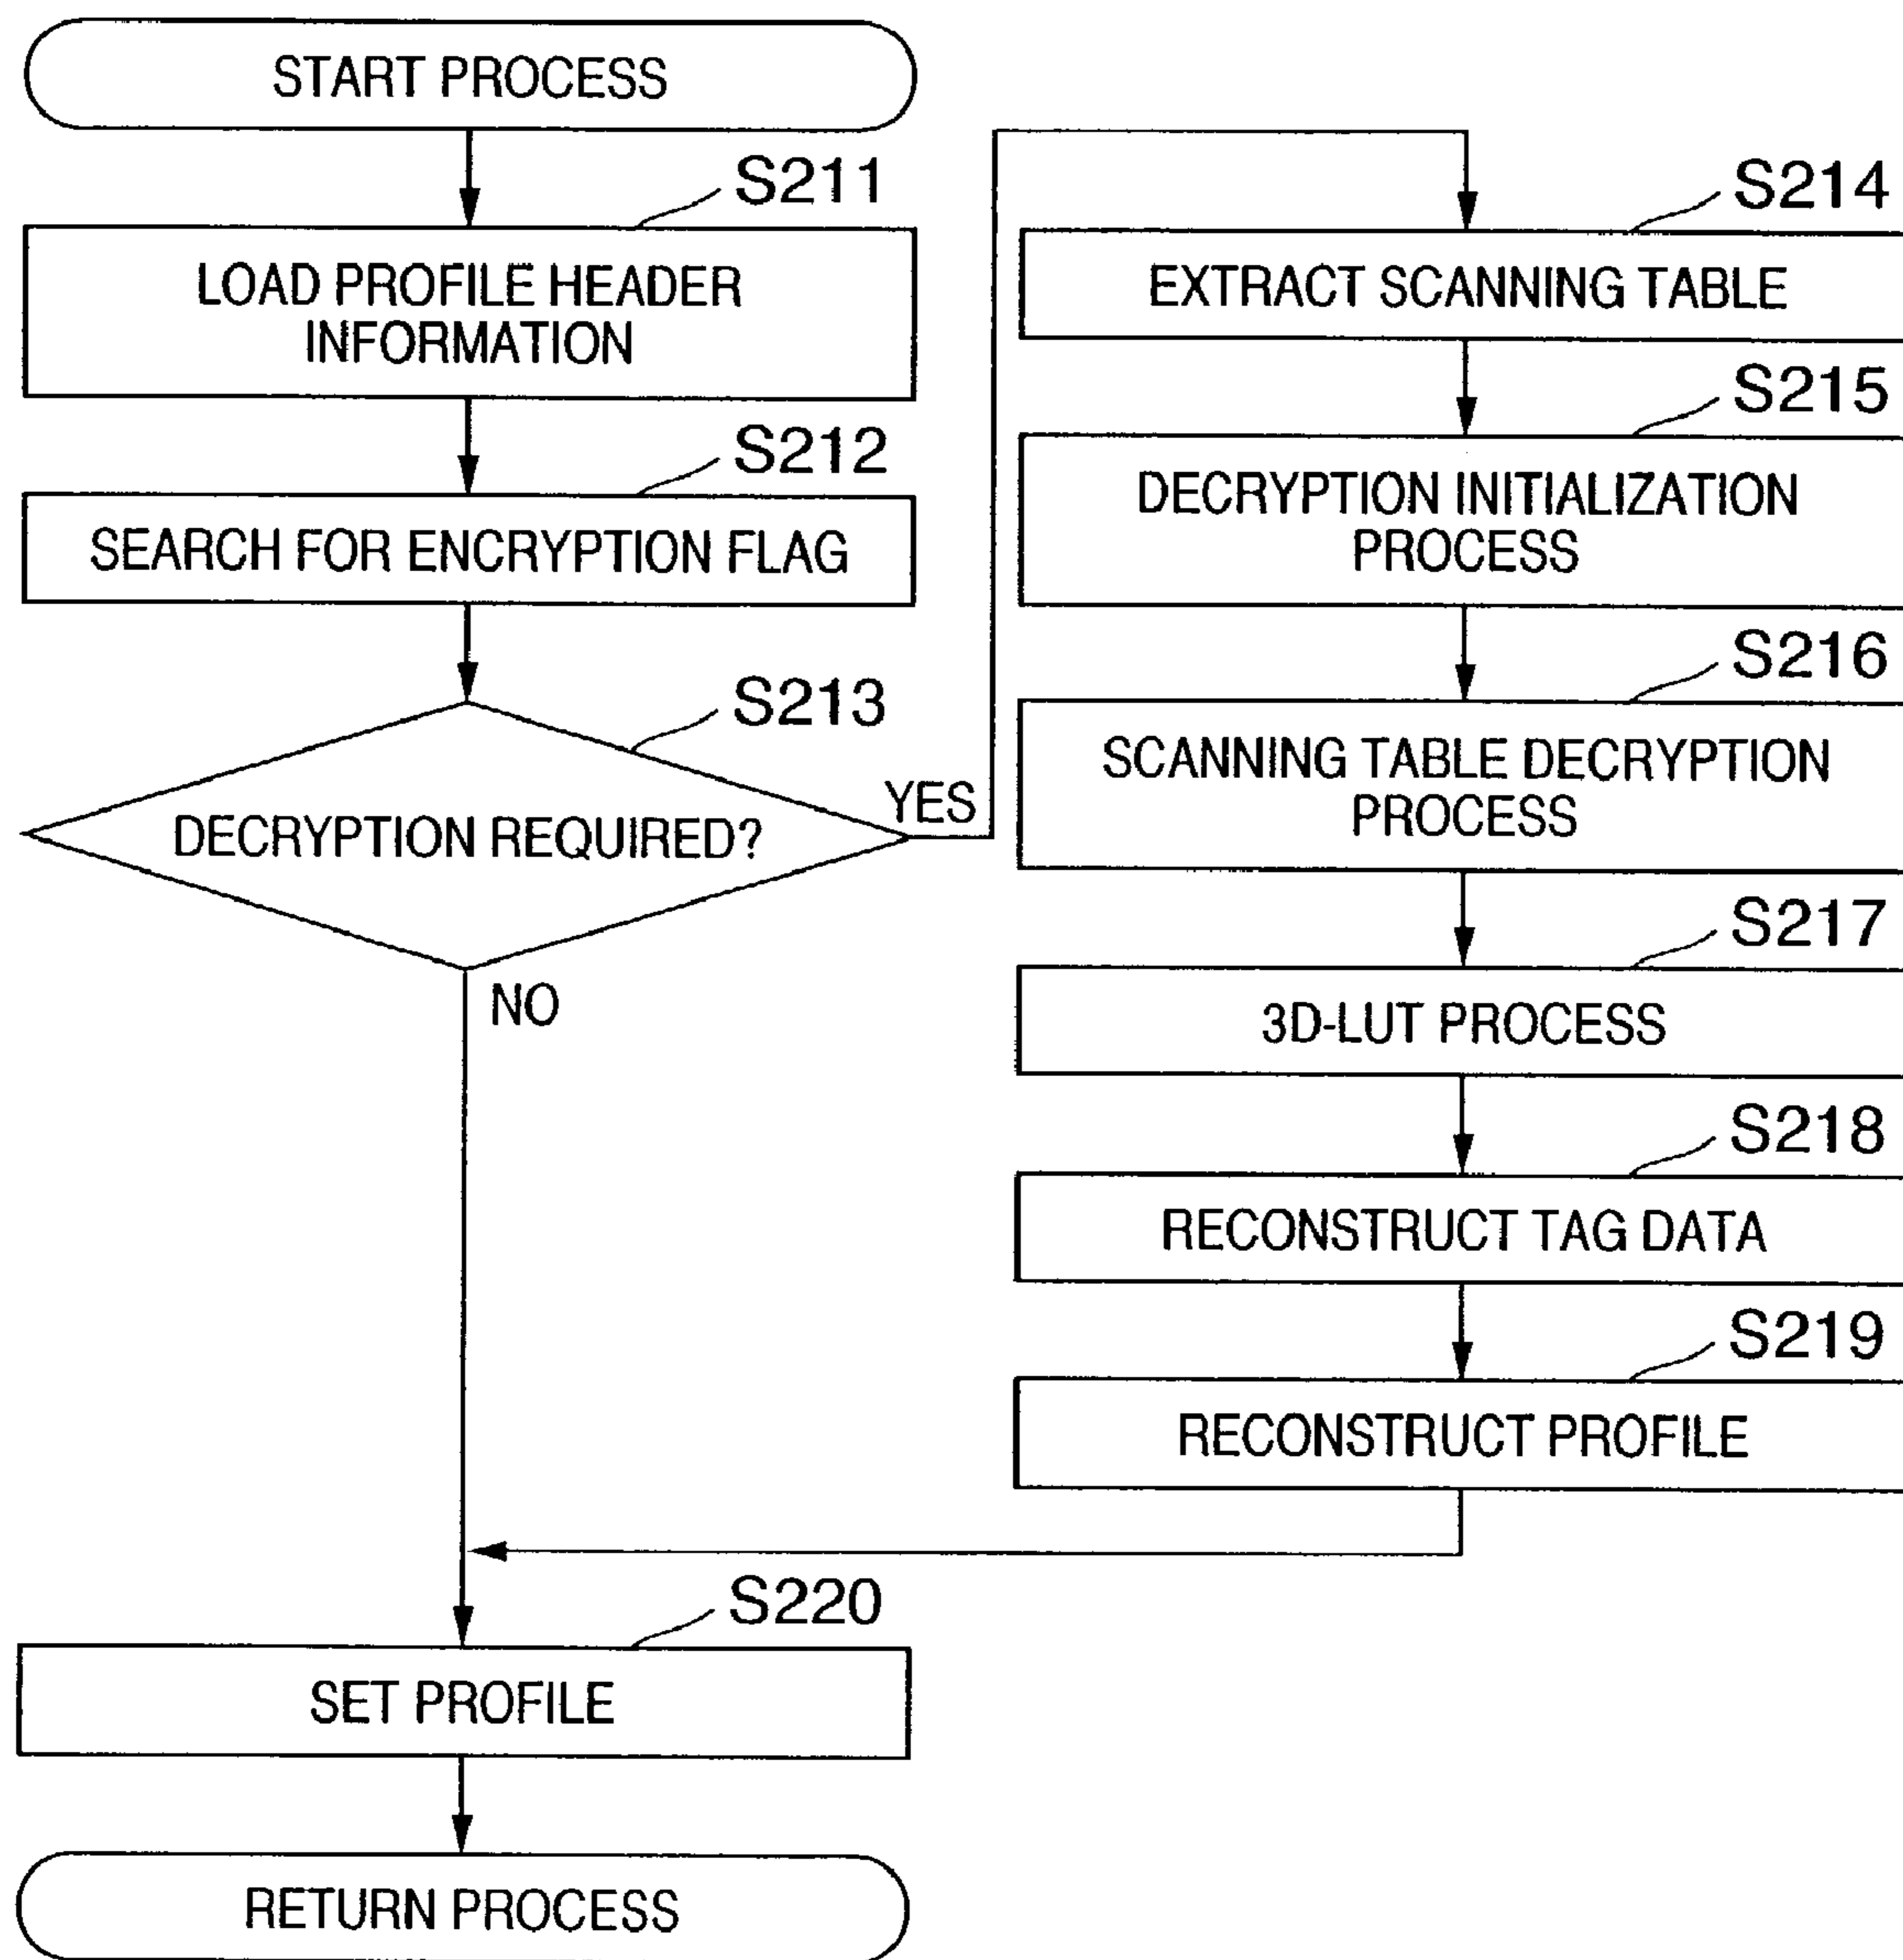 START PROCESS
S211
LOAD PROFILE HEADER
INFORMATION
S212
SEARCH FOR ENCRYPTION FLAG
S213
DECRYPTION REQUIRED?
YES
NO
S214
EXTRACT SCANNING TABLE
S215
DECRYPTION INITIALIZATION
PROCESS
S216
SCANNING TABLE DECRYPTION
PROCESS
S217
3D-LUT PROCESS
S218
RECONSTRUCT TAG DATA
S219
RECONSTRUCT PROFILE
S220
SET PROFILE
RETURN PROCESS